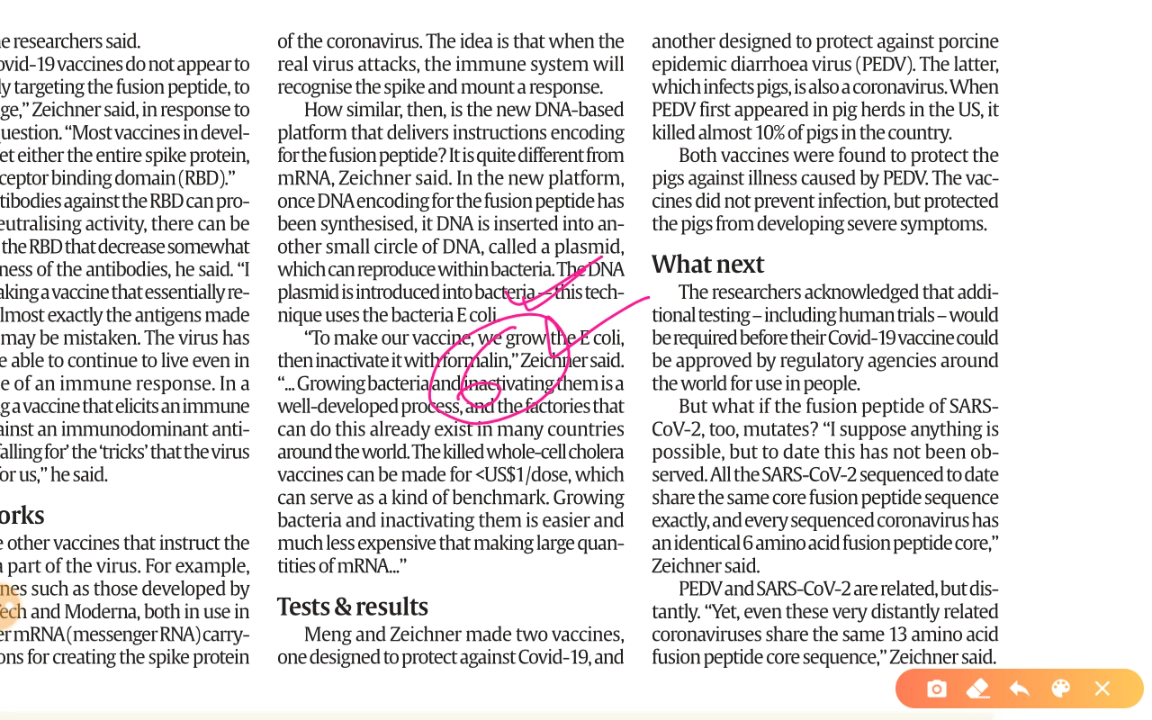 e researchers said.
ovid-19 vaccines do not appear to
ly targeting the fusion peptide, to
ge,” Zeichner said, in response to
uestion. “Most vaccines in devel-
et either the entire spike protein,
ceptor binding domain (RBD).”
tibodies against the RBD can pro-
eutralising activity, there can be
the RBD that decrease somewhat
ness of the antibodies, he said. “I
aking a vaccine that essentially re-
lmost exactly the antigens made
may be mistaken. The virus has
e able to continue to live even in
e of an immune response. In a
g a vaccine that elicits an immune
ainst an immunodominant anti-
falling for’ the ‘tricks’ that the virus
for us,” he said.
orks
e other vaccines that instruct the
a part of the virus. For example,
nes such as those developed by
ech and Moderna, both in use in
er mRNA (messenger RNA) carry-
ons for creating the spike protein
of the coronavirus. The idea is that when the
real virus attacks, the immune system will
recognise the spike and mount a response.
How similar, then, is the new DNA-based
platform that delivers instructions encoding
for the fusion peptide? It is quite different from
mRNA, Zeichner said. In the new platform,
once DNA encoding for the fusion peptide has
been synthesised, it DNA is inserted into an-
other small circle of DNA, called a plasmid,
which can reproduce within bacteria. The DNA
plasmid is introduced into bacteria — this tech-
nique uses the bacteria E coli.
“To make our vaccine, we grow the E coli,
then inactivate it with formalin,” Zeichner said.
“... Growing bacteria and inactivating them is a
well-developed process, and the factories that
can do this already exist in many countries
around the world. The killed whole-cell cholera
vaccines can be made for <US$1/dose, which
can serve as a kind of benchmark. Growing
bacteria and inactivating them is easier and
much less expensive that making large quan-
tities of mRNA...”
Tests & results
Meng and Zeichner made two vaccines,
one designed to protect against Covid-19, and
another designed to protect against porcine
epidemic diarrhoea virus (PEDV). The latter,
which infects pigs, is also a coronavirus. When
PEDV first appeared in pig herds in the US, it
killed almost 10% of pigs in the country.
Both vaccines were found to protect the
pigs against illness caused by PEDV. The vac-
cines did not prevent infection, but protected
the pigs from developing severe symptoms.
What next
The researchers acknowledged that addi-
tional testing – including human trials – would
be required before their Covid-19 vaccine could
be approved by regulatory agencies around
the world for use in people.
But what if the fusion peptide of SARS-
CoV-2, too, mutates? “I suppose anything is
possible, but to date this has not been ob-
served. All the SARS-CoV-2 sequenced to date
share the same core fusion peptide sequence
exactly, and every sequenced coronavirus has
an identical 6 amino acid fusion peptide core,”
Zeichner said.
PEDV and SARS-CoV-2 are related, but dis-
tantly. “Yet, even these very distantly related
coronaviruses share the same 13 amino acid
fusion peptide core sequence,” Zeichner said.